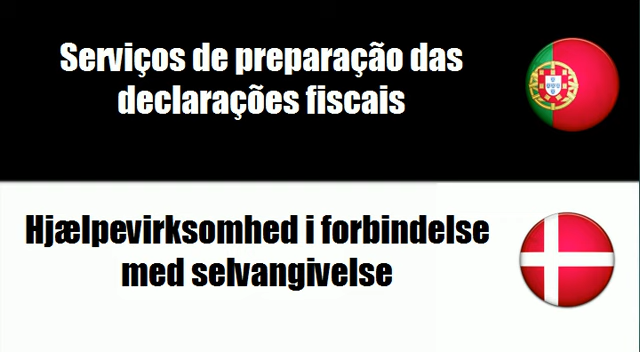 Serviços de preparação das
declarações fiscais
Hjælpevirksomhed i forbindelse
med selvangivelse